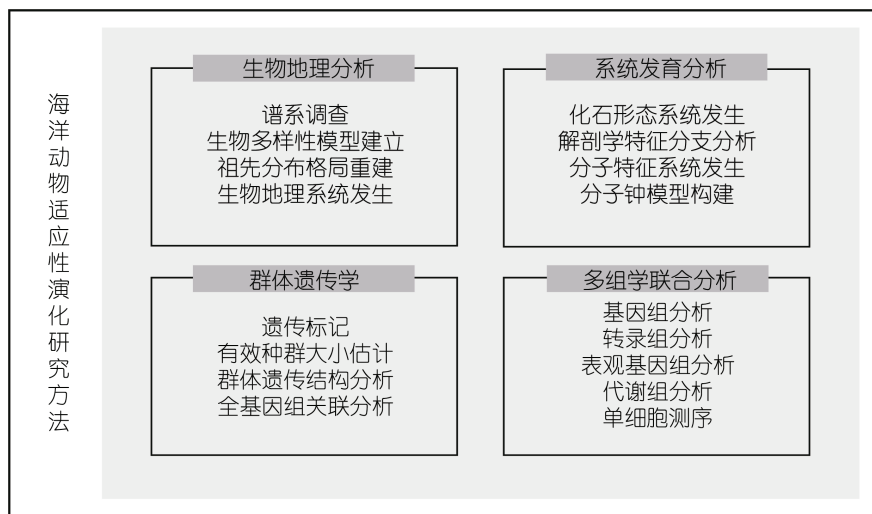 海洋动物适应性演化研究方法
生物地理分析
谱系调查
生物多样性模型建立
祖先分布格局重建
生物地理系统发生
系统发育分析
化石形态系统发生
解剖学特征分支分析
分子特征系统发生
分子钟模型构建
群体遗传学
遗传标记
有效种群大小估计
群体遗传结构分析
全基因组关联分析
多组学联合分析
基因组分析
转录组分析
表观基因组分析
代谢组分析
单细胞测序